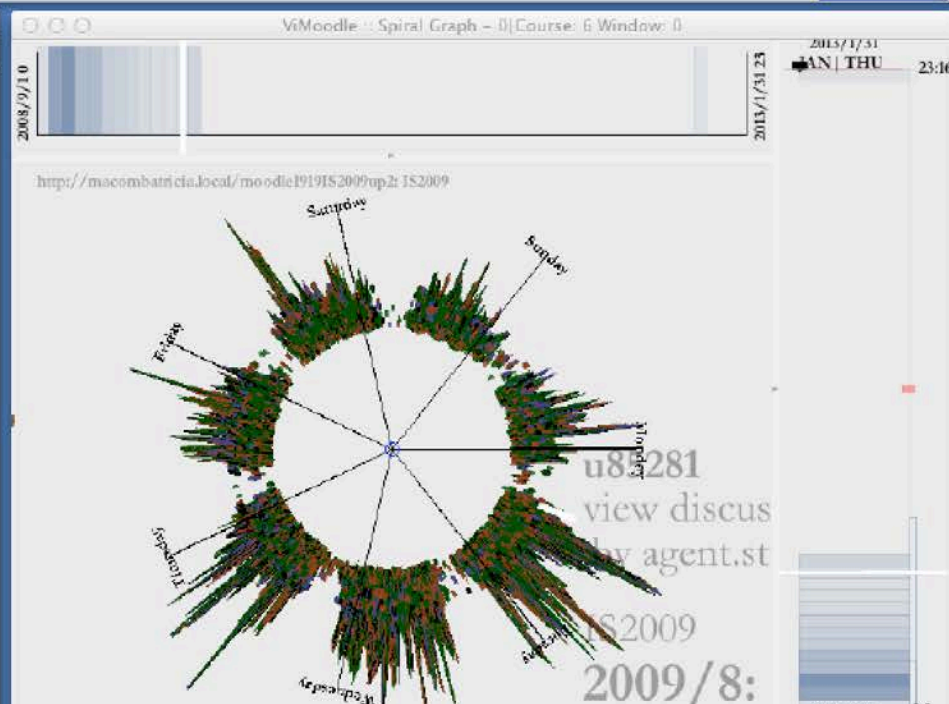 ViMoodle :: Spiral Graph – 0|Course: 6 Window: 0
2008/9/1 0
2013/1/31 23
2013/1/31
JAN | THU
23:16
http://macombatricia.local/moodle1919IS2009up2: IS2009
Saturday
Sunday
Friday
Monday
u85281
view discus
by agent.st
Thursday
IS2009
Wednesday
2009/8: